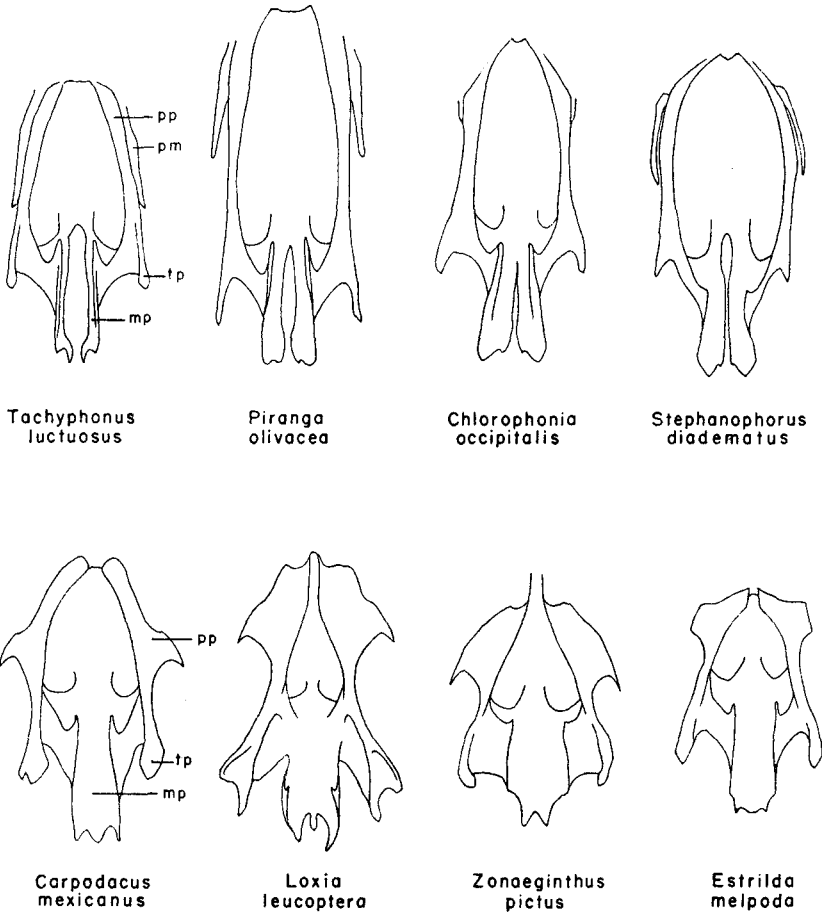 pp
pm
tp
mp
Tachyphonus
luctuosus
Piranga
olivacea
Chlorophonia
occipitalis
Stephanophorus
diadematus
pp
tp
mp
Carpodacus
mexicanus
Loxia
leucoptera
Zonaeginthus
pictus
Estrilda
melpoda